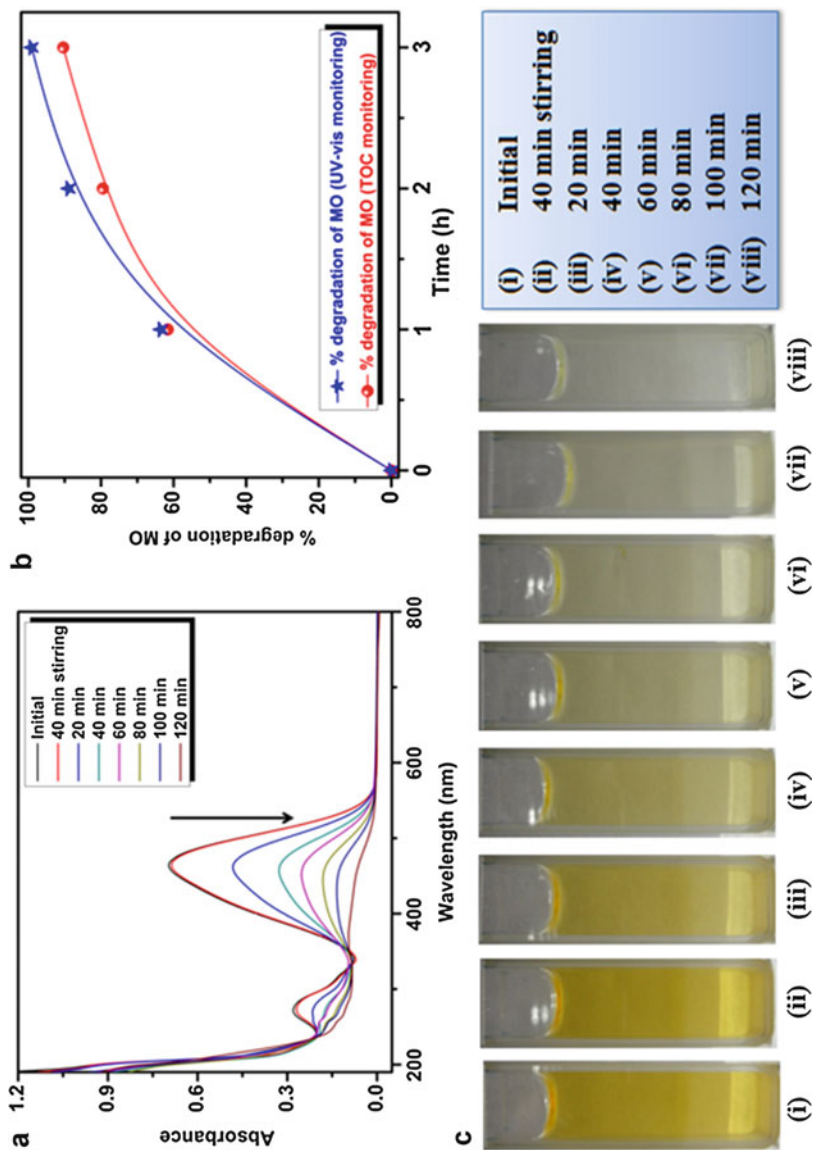 a
Absorbance
1.2
0.9
0.6
0.3
0.0
200
400
600
800
Wavelength (nm)
Initial
40 min stirring
20 min
40 min
60 min
80 min
100 min
120 min
b
% degradation of MO
100
80
60
40
20
0
0
1
2
3
Time (h)
% degradation of MO (UV-vis monitoring)
% degradation of MO (TOC monitoring)
c
(i)
(ii)
(iii)
(iv)
(v)
(vi)
(vii)
(viii)
(i) Initial
(ii) 40 min stirring
(iii) 20 min
(iv) 40 min
(v) 60 min
(vi) 80 min
(vii) 100 min
(viii) 120 min